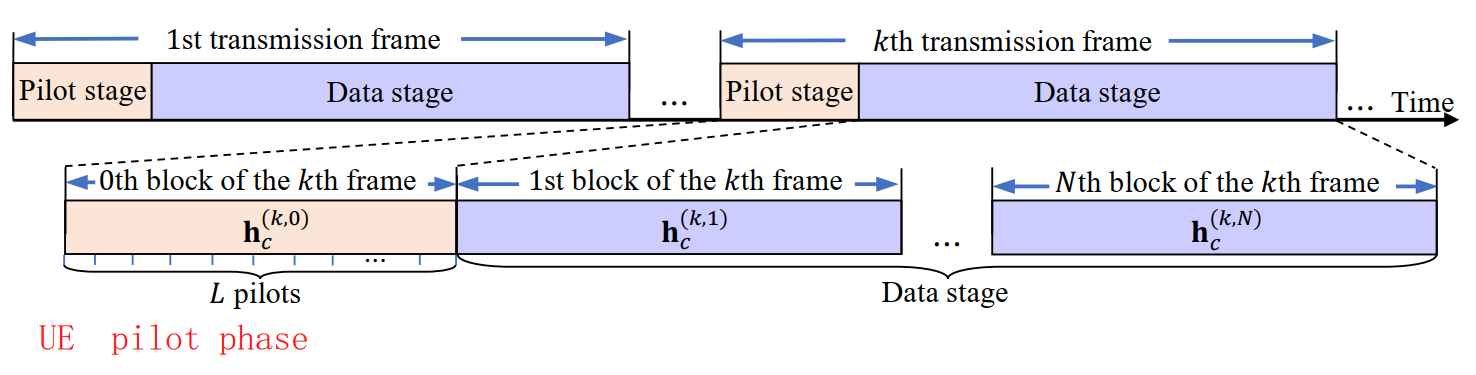 1st transmission frame
kth transmission frame
Pilot stage
Data stage
...
Pilot stage
Data stage
... Time
0th block of the kth frame
1st block of the kth frame
Nth block of the kth frame
h_c^{(k,0)}
h_c^{(k,1)}
...
h_c^{(k,N)}
...
L pilots
Data stage
UE pilot phase